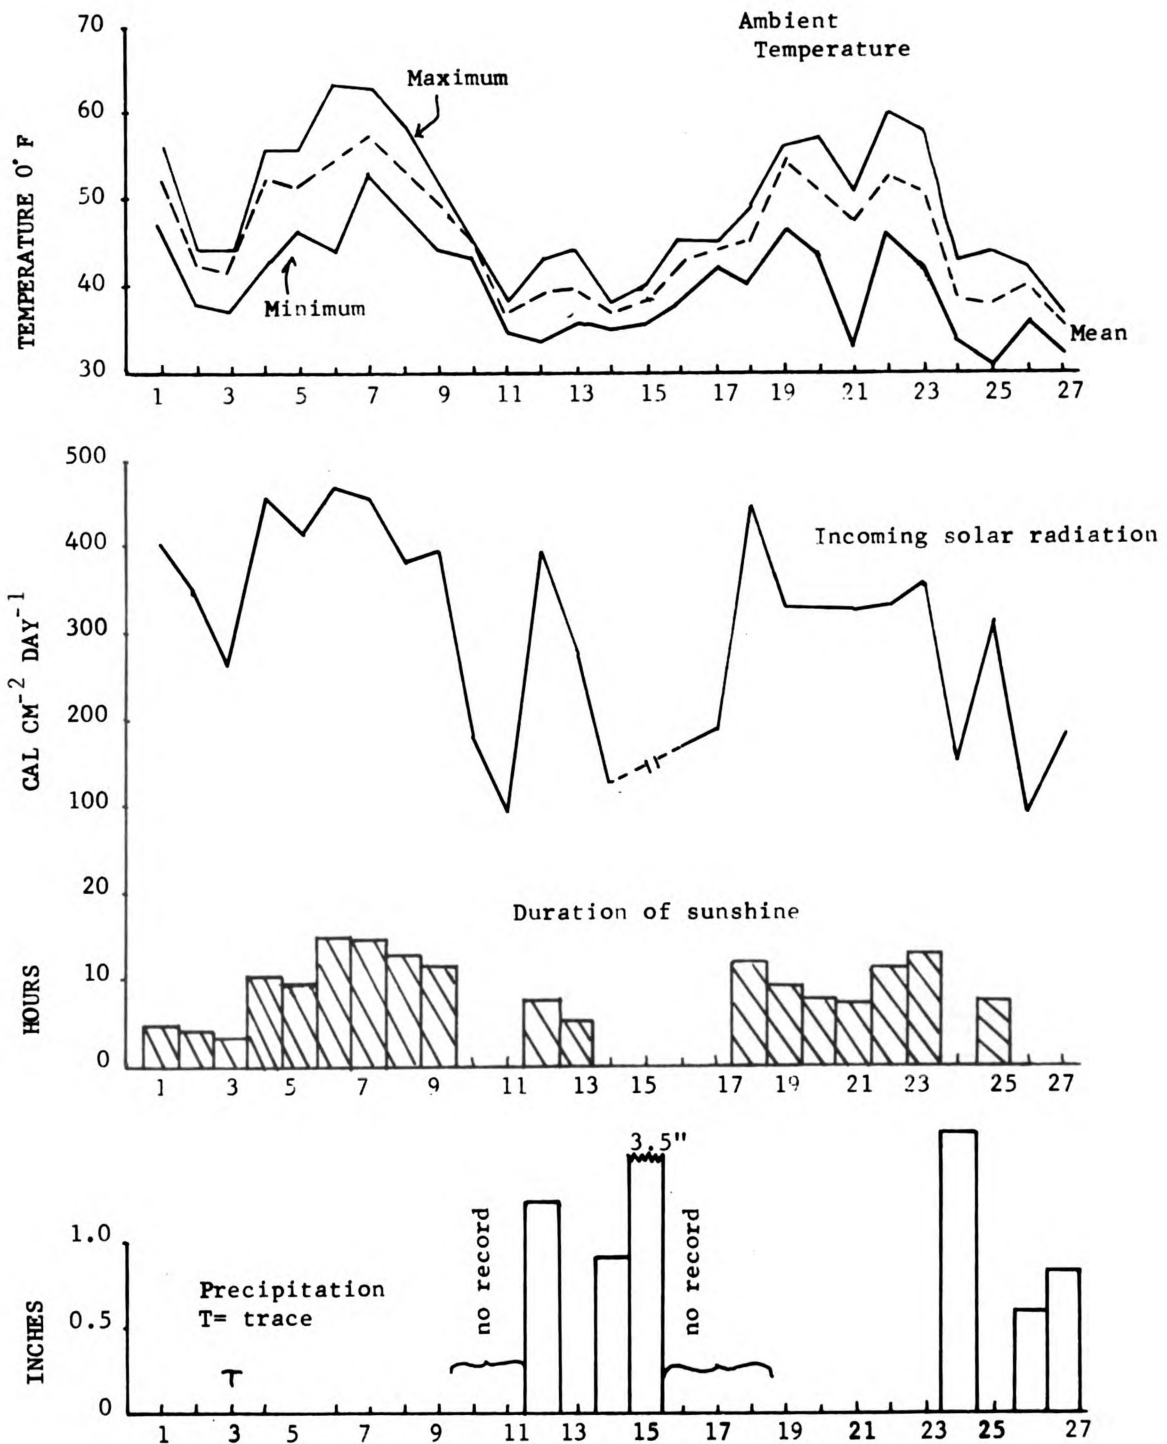 Ambient
Temperature
70
60
50
40
30
TEMPERATURE 0° F
Maximum
Minimum
Mean
1 3 5 7 9 11 13 15 17 19 21 23 25 27
500
400
300
200
100
CAL CM⁻² DAY⁻¹
Incoming solar radiation
20
10
0
HOURS
Duration of sunshine
1 3 5 7 9 11 13 15 17 19 21 23 25 27
3.5"
1.0
0.5
0
INCHES
Precipitation
T= trace
T
no record
no record
1 3 5 7 9 11 13 15 17 19 21 23 25 27